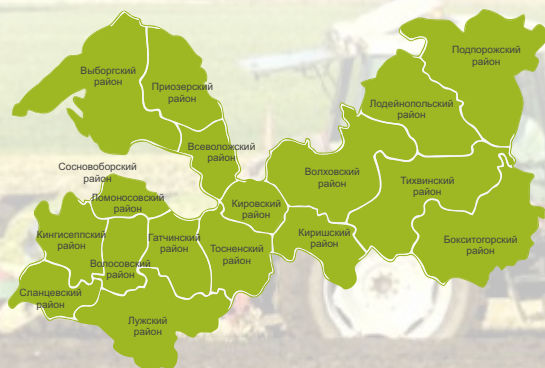 Подпорожский
район
Выборгский
район
Приозерский
район
Лодейнопольский
район
Всеволожский
район
Сосновоборский
район
Волховский
район
Тихвинский
район
Ломоносовский
район
Кировский
район
Кингисеппский
район
Гатчинский
район
Киришский
район
Бокситогорский
район
Тосненский
район
Волосовский
район
Сланцевский
район
Лужский
район